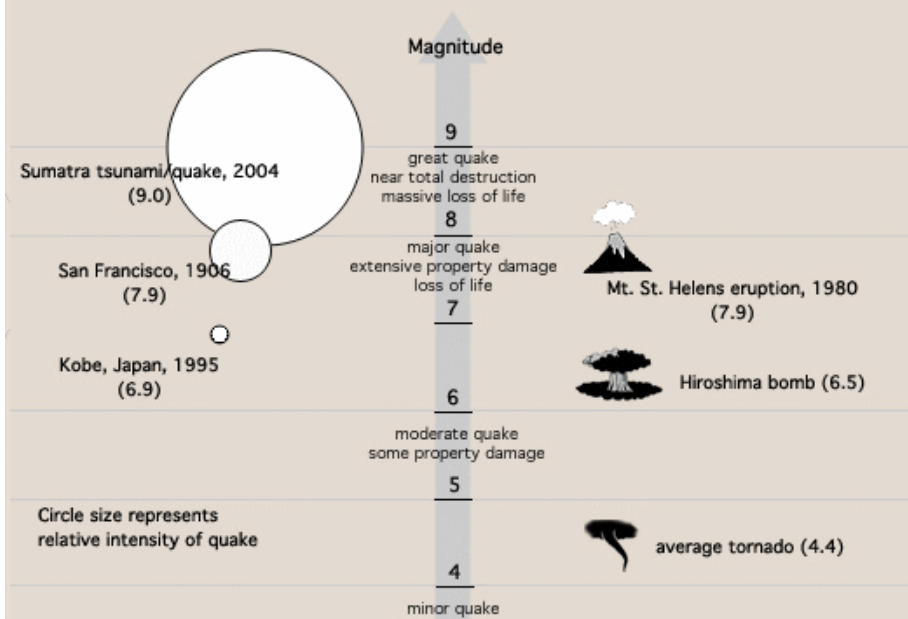 Magnitude
9
great quake
near total destruction
massive loss of life
Sumatra tsunami/quake, 2004
(9.0)
8
major quake
extensive property damage
loss of life
San Francisco, 1906
(7.9)
Mt. St. Helens eruption, 1980
(7.9)
7
Kobe, Japan, 1995
(6.9)
Hiroshima bomb (6.5)
6
moderate quake
some property damage
5
Circle size represents
relative intensity of quake
average tornado (4.4)
4
minor quake